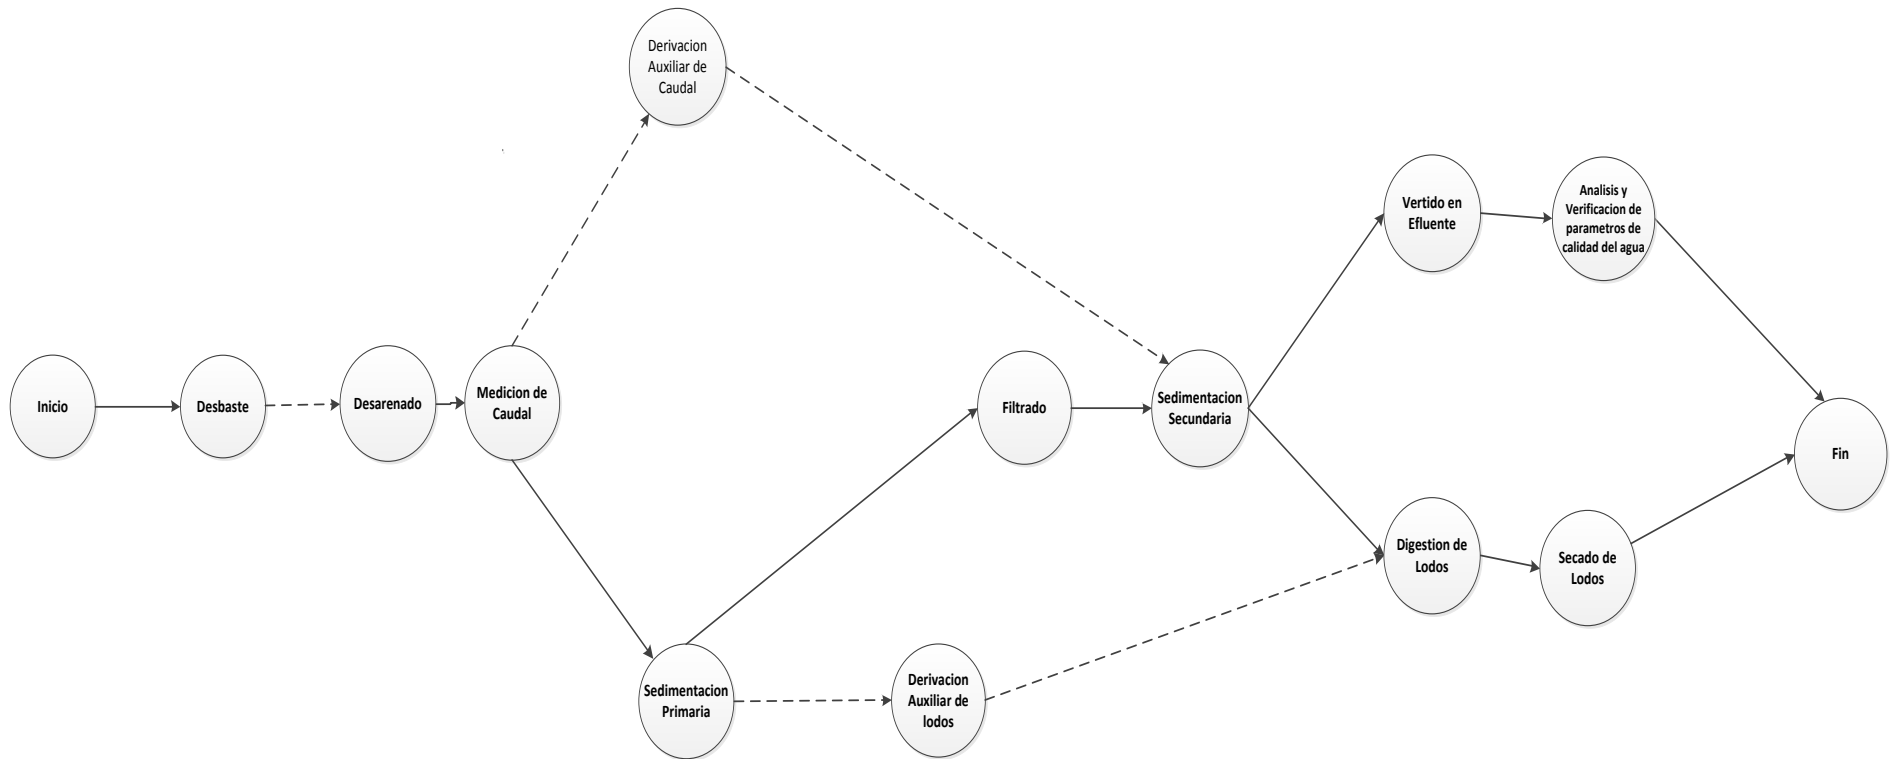 Derivacion
Auxiliar de
Caudal
Inicio
Desbaste
Desarenado
Medicion de
Caudal
Filtrado
Sedimentacion
Secundaria
Vertido en
Efluente
Analisis y
Verificacion de
parametros de
calidad del agua
Fin
Sedimentacion
Primaria
Derivacion
Auxiliar de
lodos
Digestion de
Lodos
Secado de
Lodos